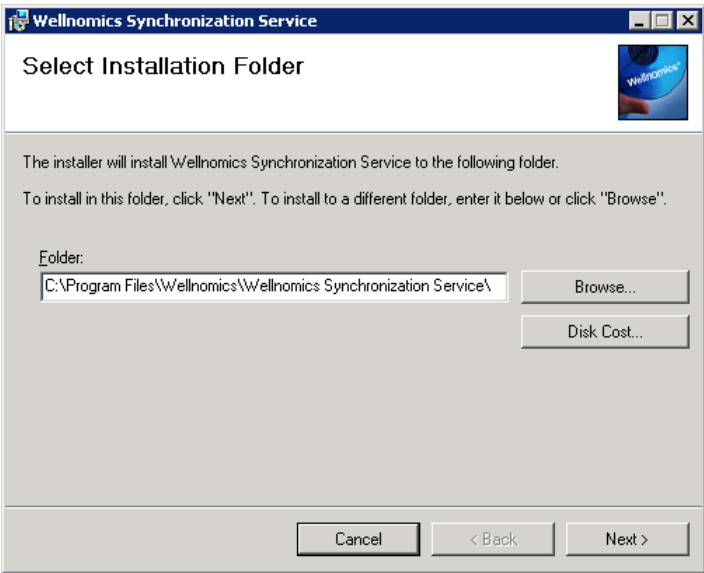 Wellnomics Synchronization Service
Select Installation Folder
Wellnomics
The installer will install Wellnomics Synchronization Service to the following folder.
To install in this folder, click "Next". To install to a different folder, enter it below or click "Browse".
Folder:
C:\Program Files\Wellnomics\Wellnomics Synchronization Service\
Browse...
Disk Cost...
Cancel
< Back
Next >